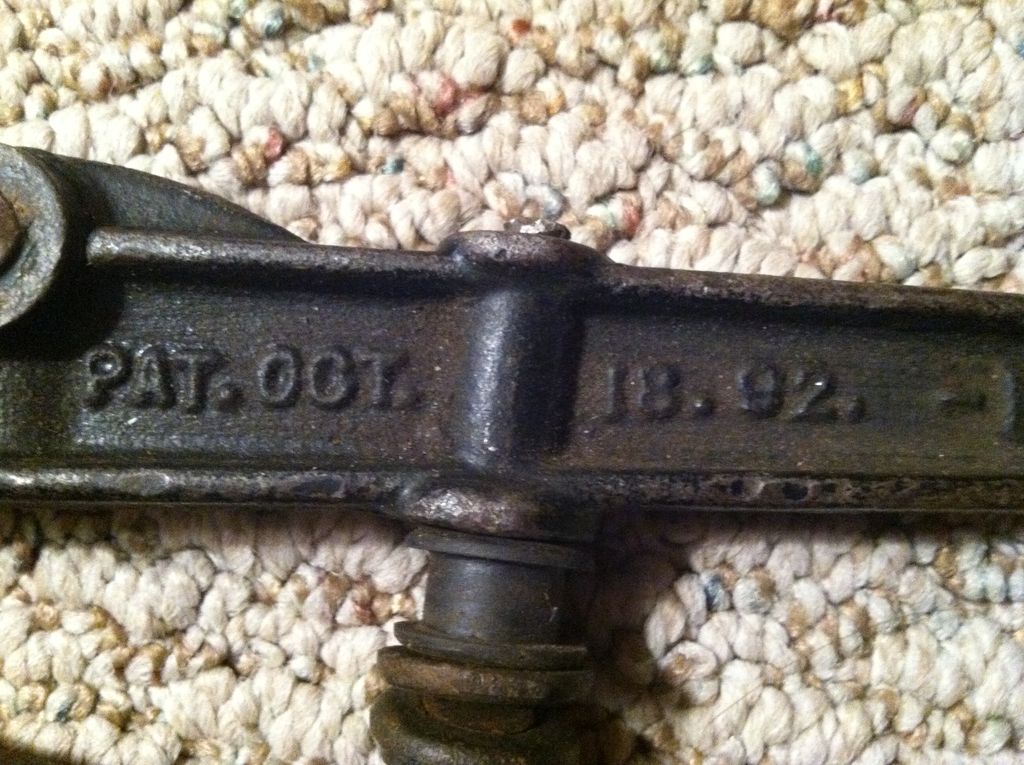 PAT. OCT. 18. 92. -